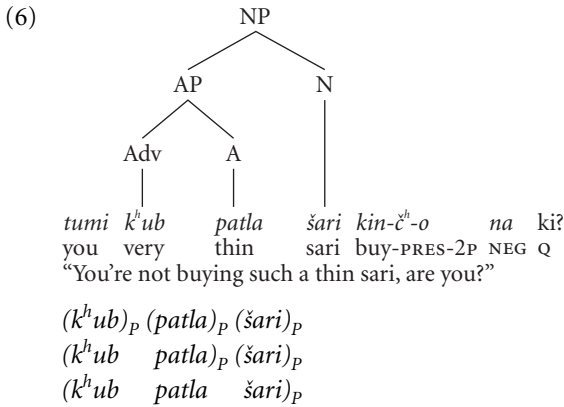 (6) NP
AP N
Adv A
tumi kʰub patla šari kin-čʰ-o na ki?
you very thin sari buy-PRES-2P NEG Q
“You’re not buying such a thin sari, are you?”
(kʰub)P (patla)P (šari)P
(kʰub patla)P (šari)P
(kʰub patla šari)P